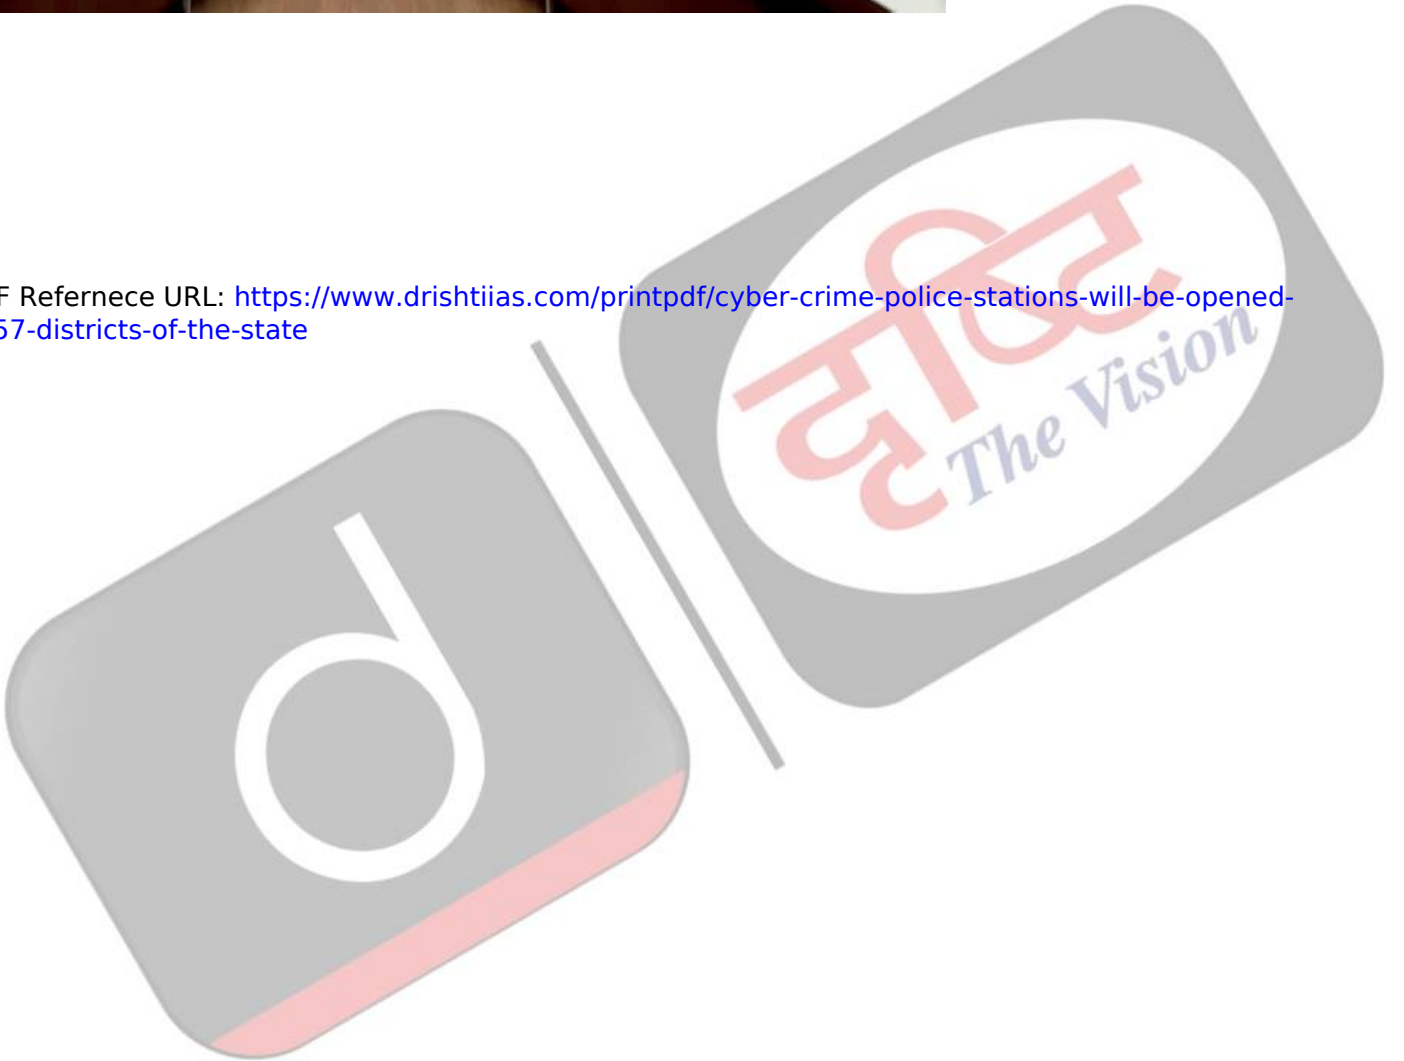 F Refernece URL: https://www.drishtiias.com/printpdf/cyber-crime-police-stations-will-be-opened-
57-districts-of-the-state
दृष्टि
The Vision
d